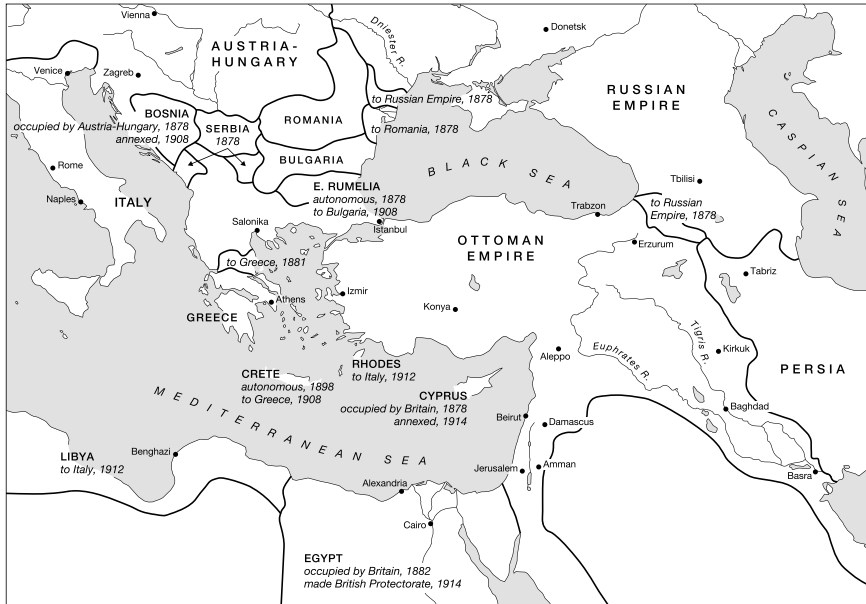 Vienna
Dniester R.
Donetsk
AUSTRIA-
HUNGARY
Venice
Zagreb
RUSSIAN
EMPIRE
CASPIAN SEA
BOSNIA
occupied by Austria-Hungary, 1878
annexed, 1908
SERBIA
1878
ROMANIA
to Russian Empire, 1878
to Romania, 1878
BULGARIA
BLACK SEA
Rome
Naples
ITALY
E. RUMELIA
autonomous, 1878
to Bulgaria, 1908
Tbilisi
to Russian
Empire, 1878
Trabzon
Salonika
Istanbul
OTTOMAN
EMPIRE
Erzurum
to Greece, 1881
Tabriz
Izmir
Athens
Konya
GREECE
Euphrates R.
Tigris R.
Aleppo
Kirkuk
PERSIA
RHODES
to Italy, 1912
CRETE
autonomous, 1898
to Greece, 1908
CYPRUS
occupied by Britain, 1878
annexed, 1914
MEDITERRANEAN SEA
Beirut
Damascus
Baghdad
LIBYA
to Italy, 1912
Benghazi
Jerusalem
Amman
Basra
Alexandria
Cairo
EGYPT
occupied by Britain, 1882
made British Protectorate, 1914